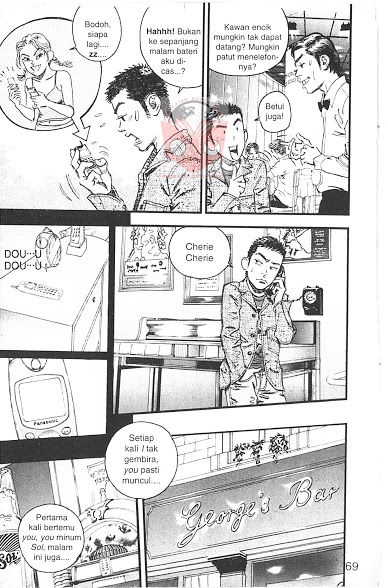 Kawan encik
mungkin tak dapat
datang? Mungkin
patut menelefon-
nya?
Betul
juga!
Hahhh! Bukan
ke sepanjang
malam bateri
aku di-
cas...?
Bodoh,
siapa
lagi....
zz....
Cherie
Cherie
DOU...U
DOU...U
Panasonic
Setiap
kali I tak
gembira,
you pasti
muncul....
George's Bar
Pertama
kali bertemu
you, you minum
Sol, malam
ini juga....
SOL
69